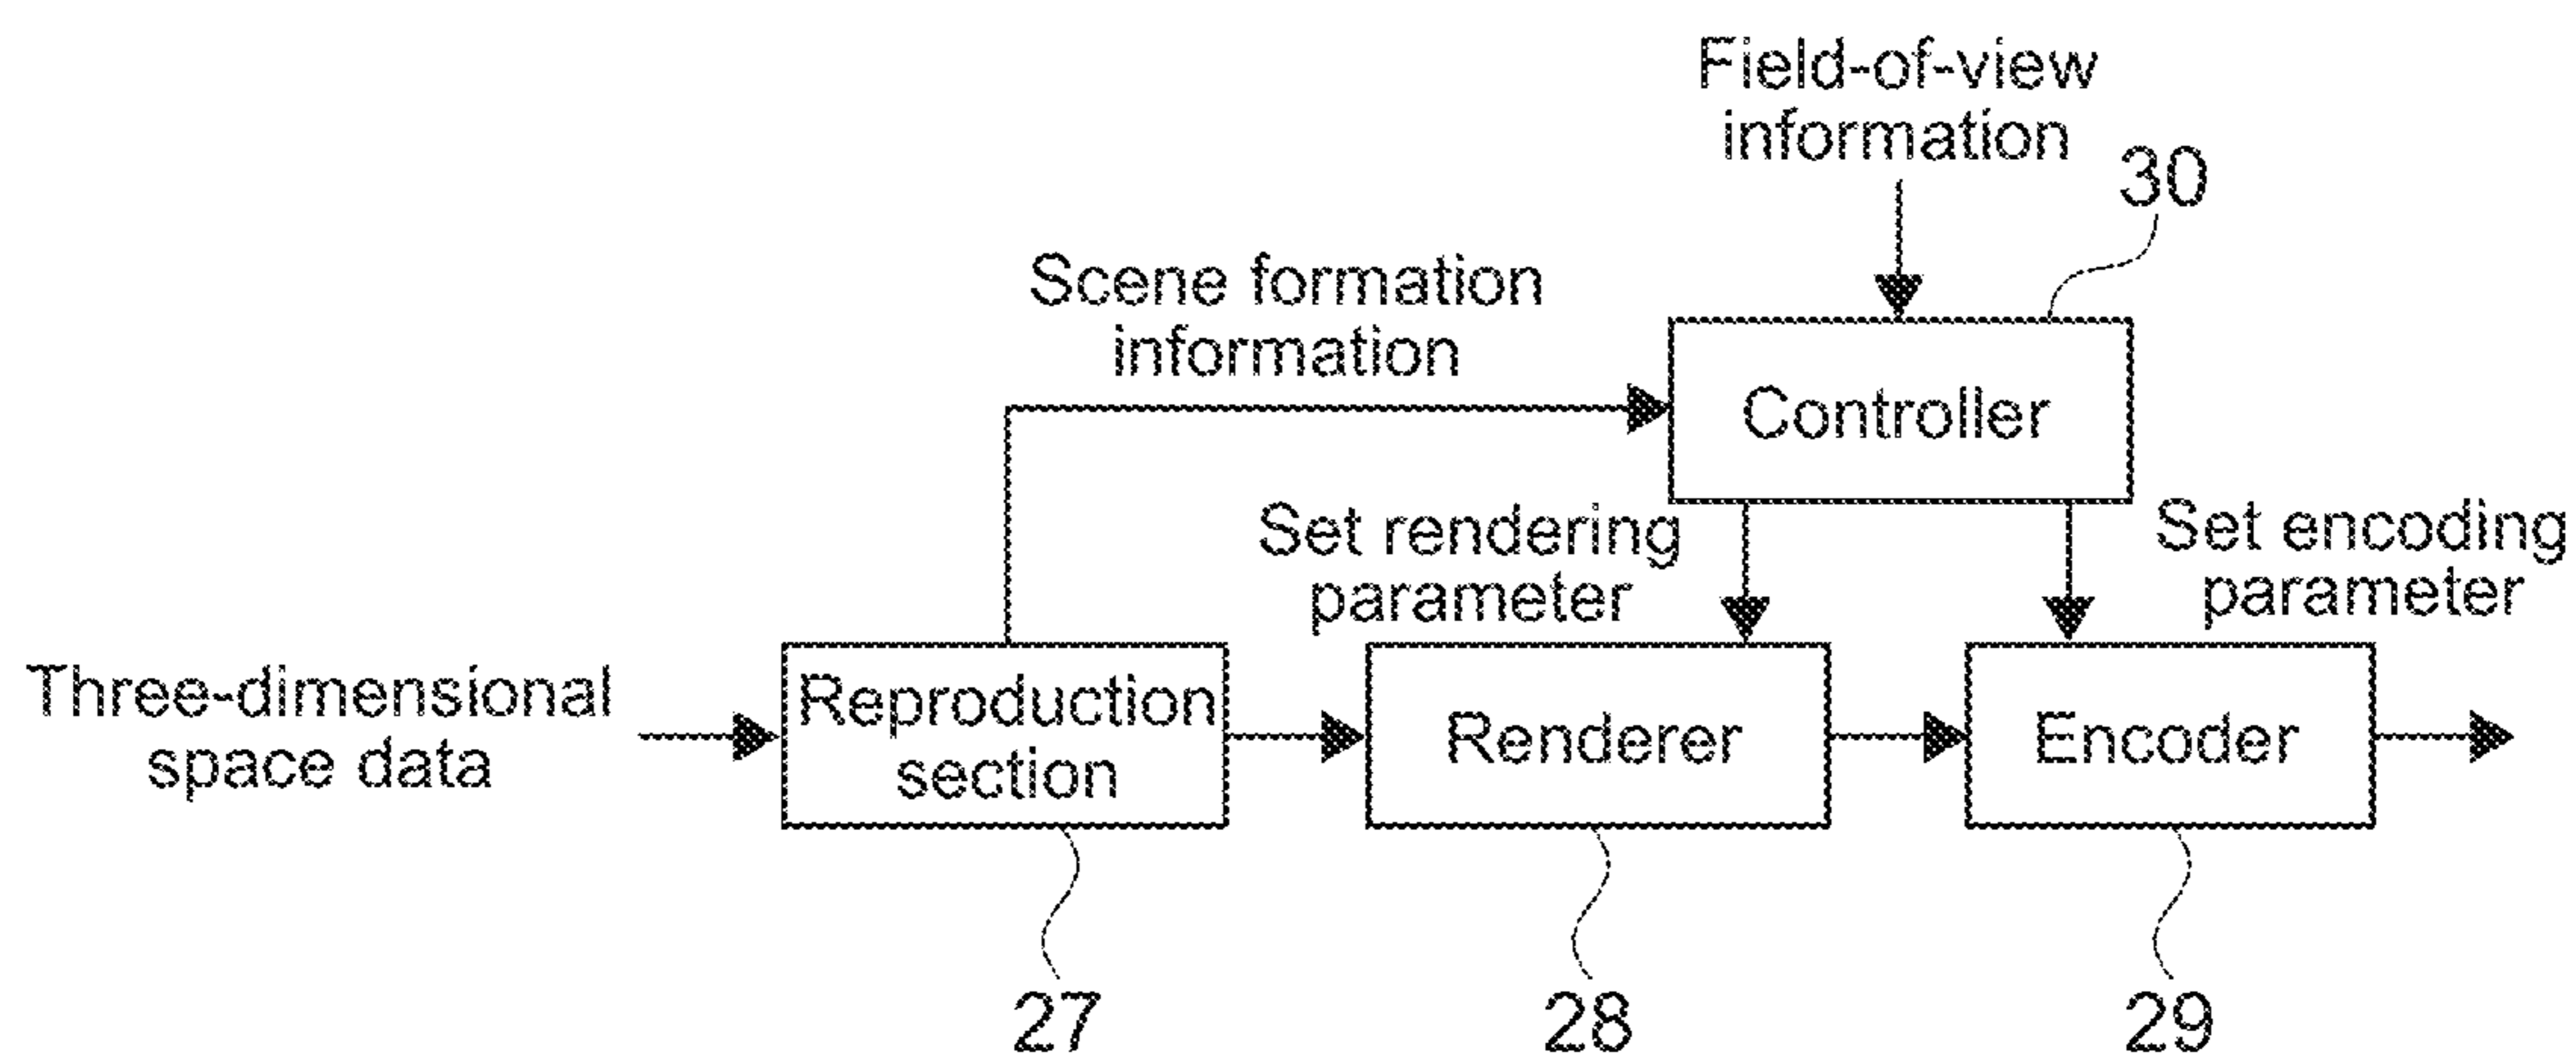 Field-of-view
information
30
Scene formation
information
Controller
Set rendering
parameter
Set encoding
parameter
Three-dimensional
space data
Reproduction
section
Renderer
Encoder
27
28
29